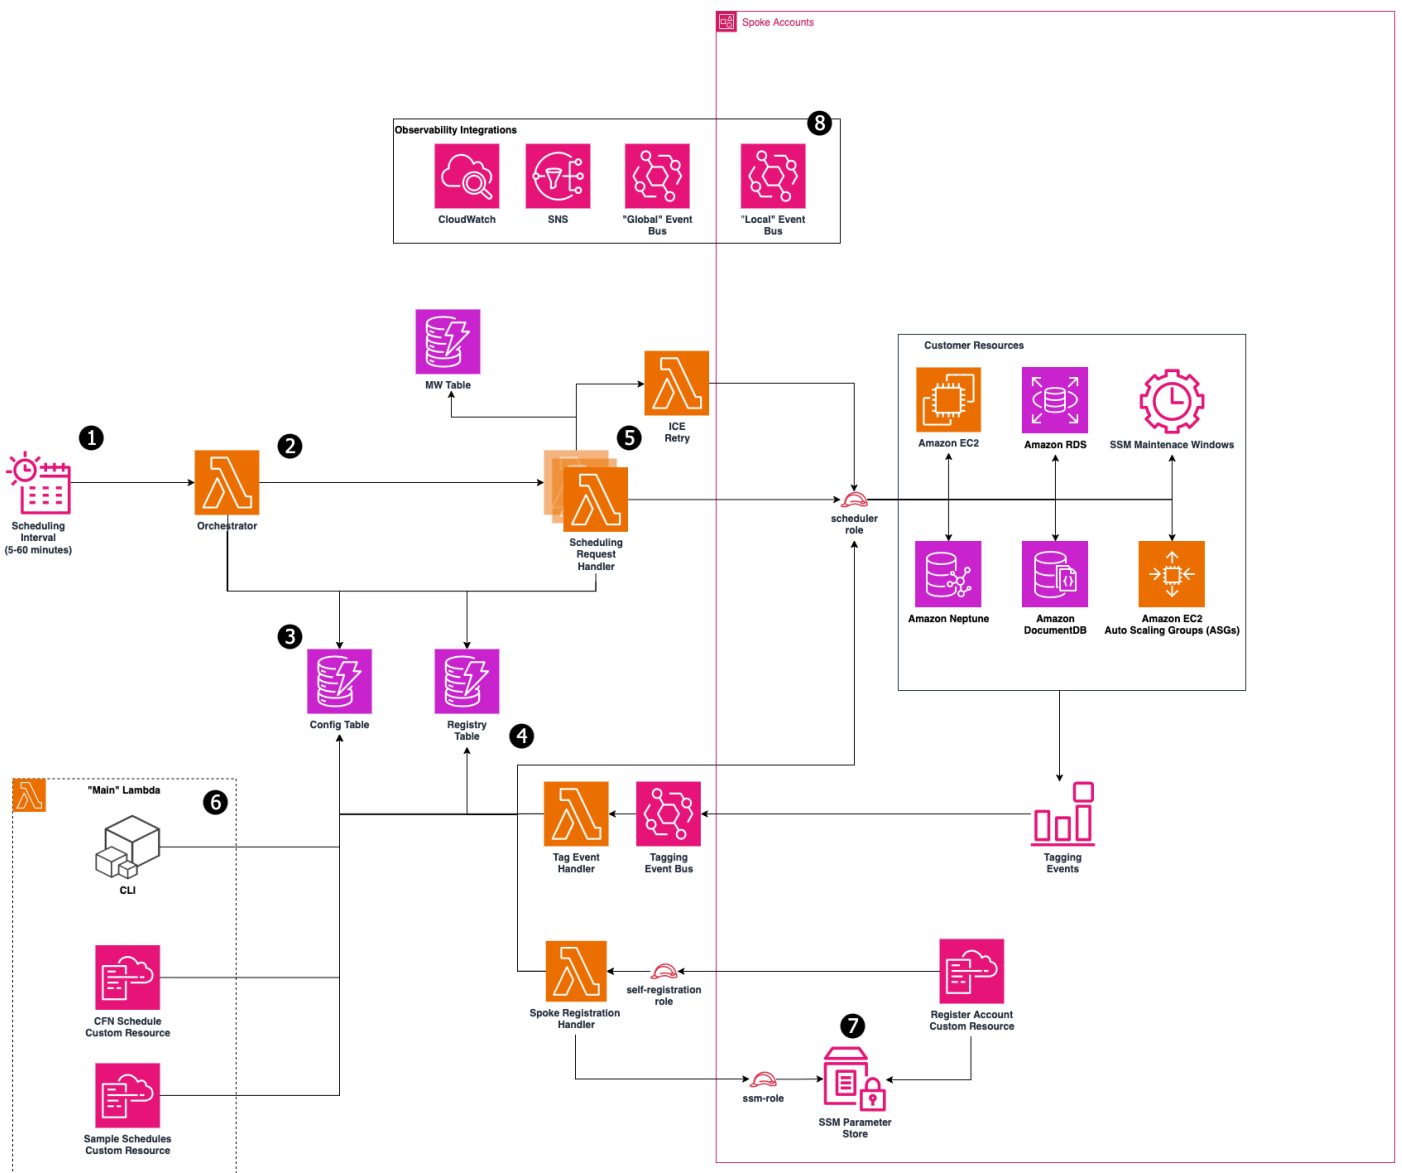 Spoke Accounts
8
Observability Integrations
CloudWatch
SNS
"Global" Event
Bus
"Local" Event
Bus
MW Table
ICE
Retry
Customer Resources
Amazon EC2
Amazon RDS
SSM Maintenace Windows
1
2
5
Scheduling
Interval
(5-60 minutes)
Orchestrator
Scheduling
Request
Handler
scheduler
role
Amazon Neptune
Amazon
DocumentDB
Amazon EC2
Auto Scaling Groups (ASGs)
3
Config Table
Registry
Table
4
"Main" Lambda
6
CLI
Tag Event
Handler
Tagging
Event Bus
Tagging
Events
CFN Schedule
Custom Resource
Spoke Registration
Handler
self-registration
role
Register Account
Custom Resource
7
ssm-role
SSM Parameter
Store
Sample Schedules
Custom Resource